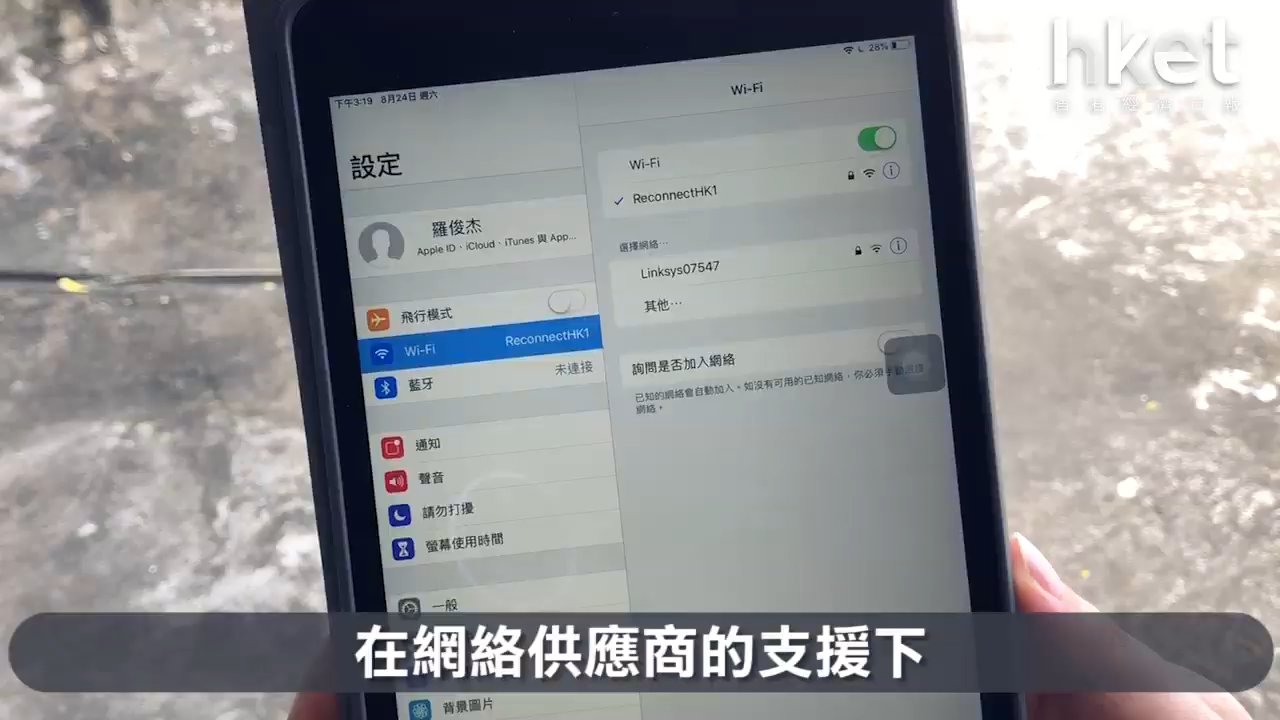 hket
香港經濟日報
下午3:19 8月24日 週六
28%
設定
羅俊杰
Apple ID、iCloud、iTunes 與 App...
飛行模式
Wi-Fi ReconnectHK1
藍牙 未連接
通知
聲音
請勿打擾
螢幕使用時間
一般
背景圖片
Wi-Fi
Wi-Fi
ReconnectHK1
選擇網絡...
Linksys07547
其他...
詢問是否加入網絡
已知的網絡會自動加入。如沒有可用的已知網絡，你必須手動選擇
網絡。
在網絡供應商的支援下